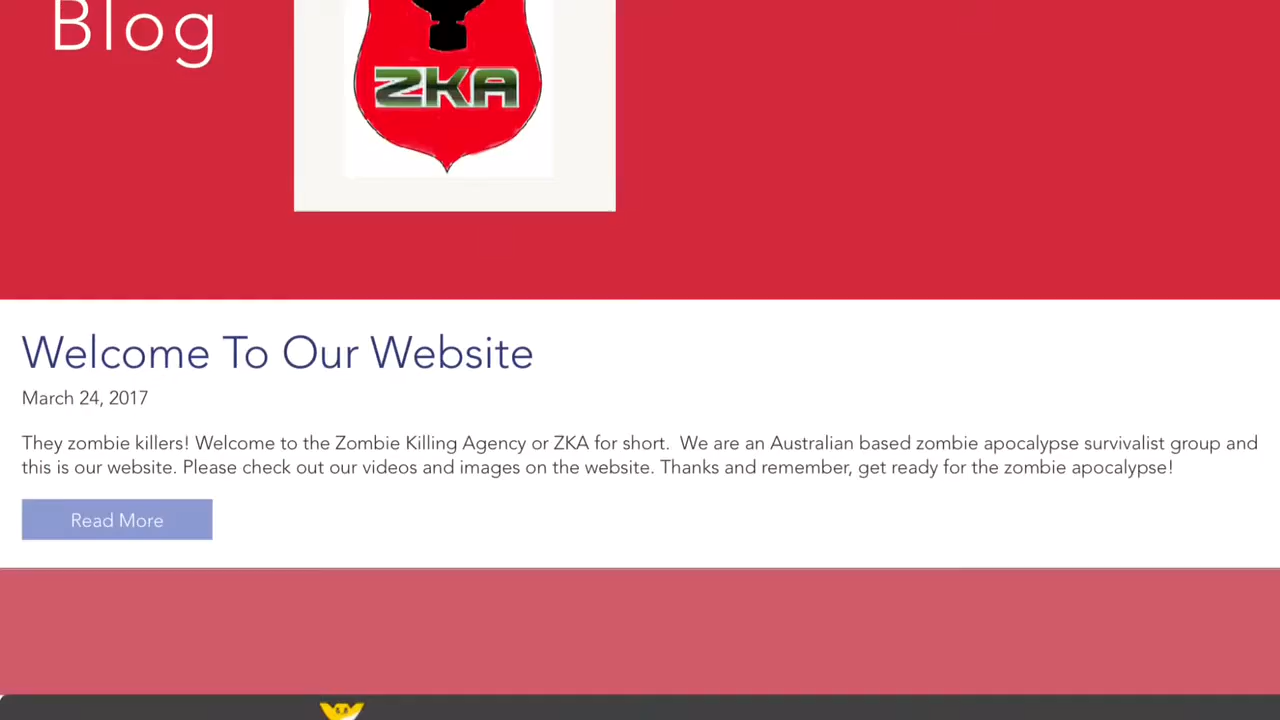 Blog
ZKA
Welcome To Our Website
March 24, 2017
They zombie killers! Welcome to the Zombie Killing Agency or ZKA for short.  We are an Australian based zombie apocalypse survivalist group and
this is our website. Please check out our videos and images on the website. Thanks and remember, get ready for the zombie apocalypse!
Read More